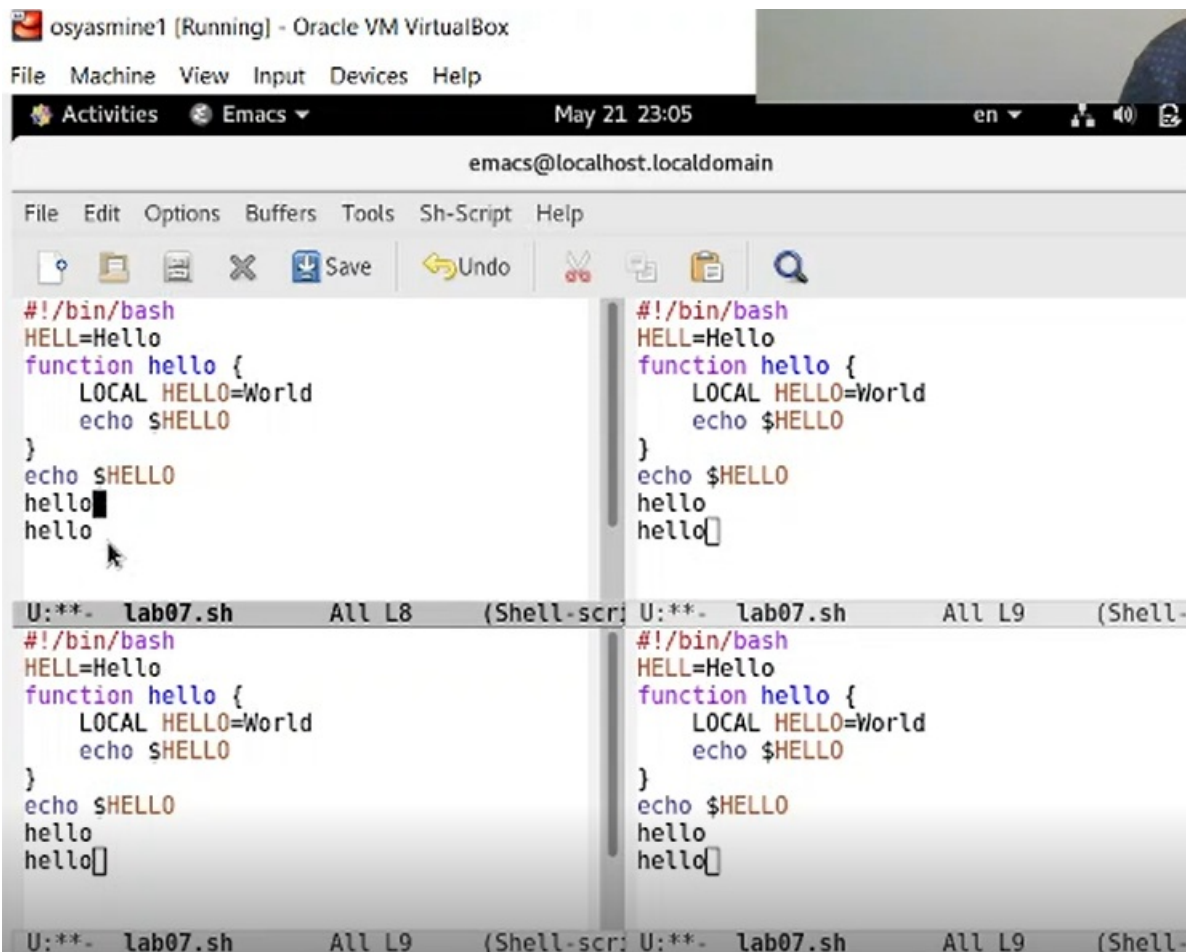 osyasmine1 [Running] - Oracle VM VirtualBox
File Machine View Input Devices Help
Activities Emacs May 21 23:05 en
emacs@localhost.localdomain
File Edit Options Buffers Tools Sh-Script Help
Save Undo
#!/bin/bash
HELL=Hello
function hello {
LOCAL HELLO=World
echo $HELLO
}
echo $HELLO
hello
hello
U:**- lab07.sh All L8 (Shell-scri
#!/bin/bash
HELL=Hello
function hello {
LOCAL HELLO=World
echo $HELLO
}
echo $HELLO
hello
hello
U:**- lab07.sh All L9 (Shell-
#!/bin/bash
HELL=Hello
function hello {
LOCAL HELLO=World
echo $HELLO
}
echo $HELLO
hello
hello
U:**- lab07.sh All L9 (Shell-scri
#!/bin/bash
HELL=Hello
function hello {
LOCAL HELLO=World
echo $HELLO
}
echo $HELLO
hello
hello
U:**- lab07.sh All L9 (Shell-